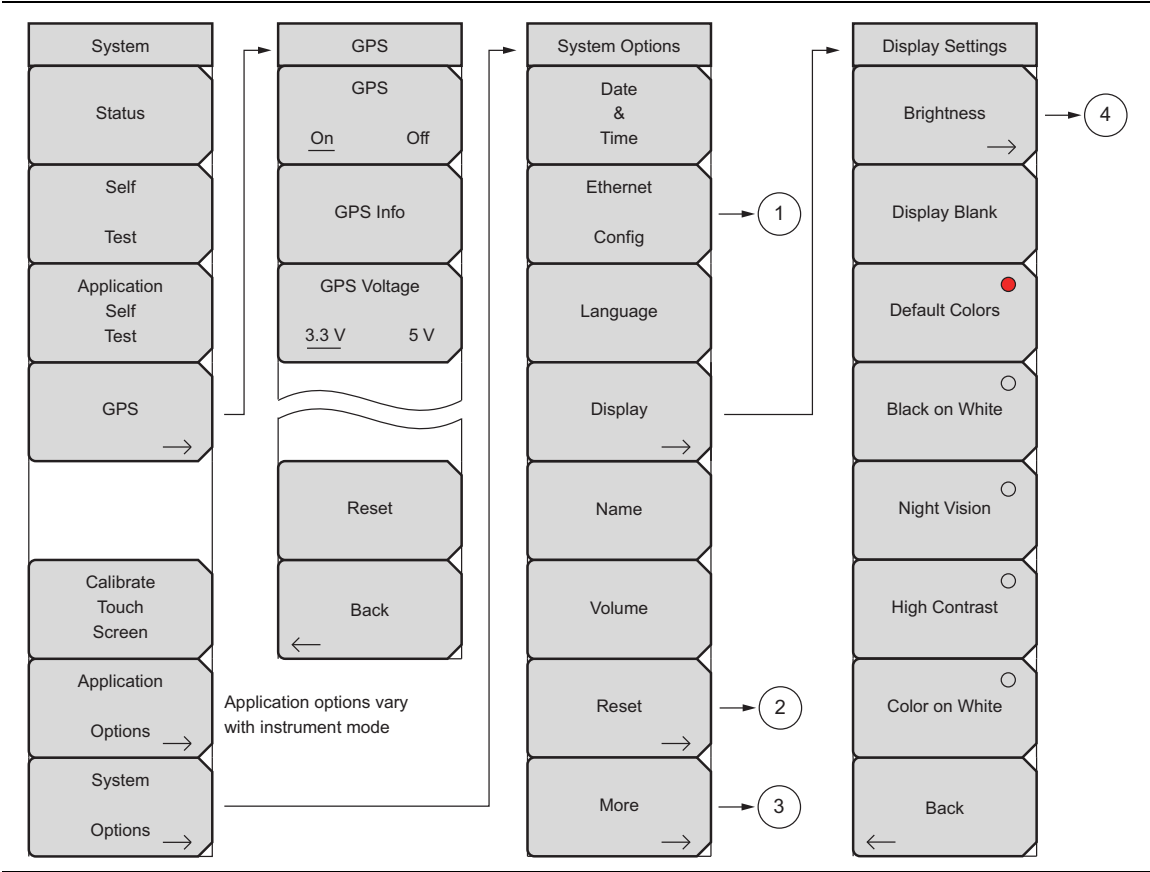 System
Status
Self
Test
Application
Self
Test
GPS
Calibrate
Touch
Screen
Application
Options
System
Options
Application options vary
with instrument mode
GPS
GPS
On Off
GPS Info
GPS Voltage
3.3 V 5 V
Reset
Back
System Options
Date
&
Time
Ethernet
Config
1
Language
Display
Name
Volume
Reset
2
More
3
Display Settings
Brightness
4
Display Blank
Default Colors
Black on White
Night Vision
High Contrast
Color on White
Back